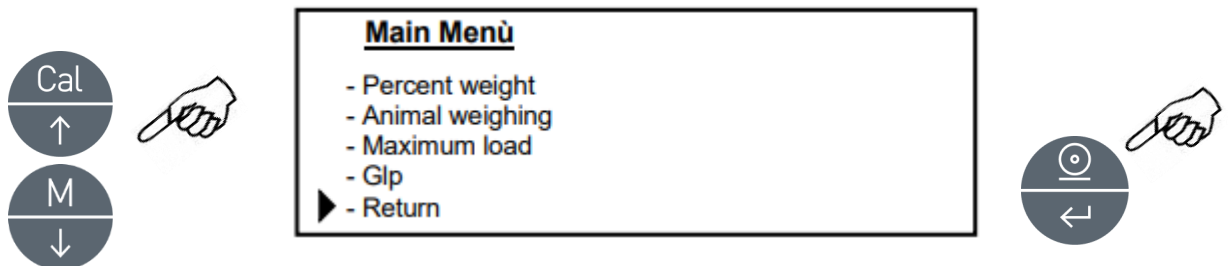 Main Menù
- Percent weight
- Animal weighing
- Maximum load
- Glp
- Return
Cal
M